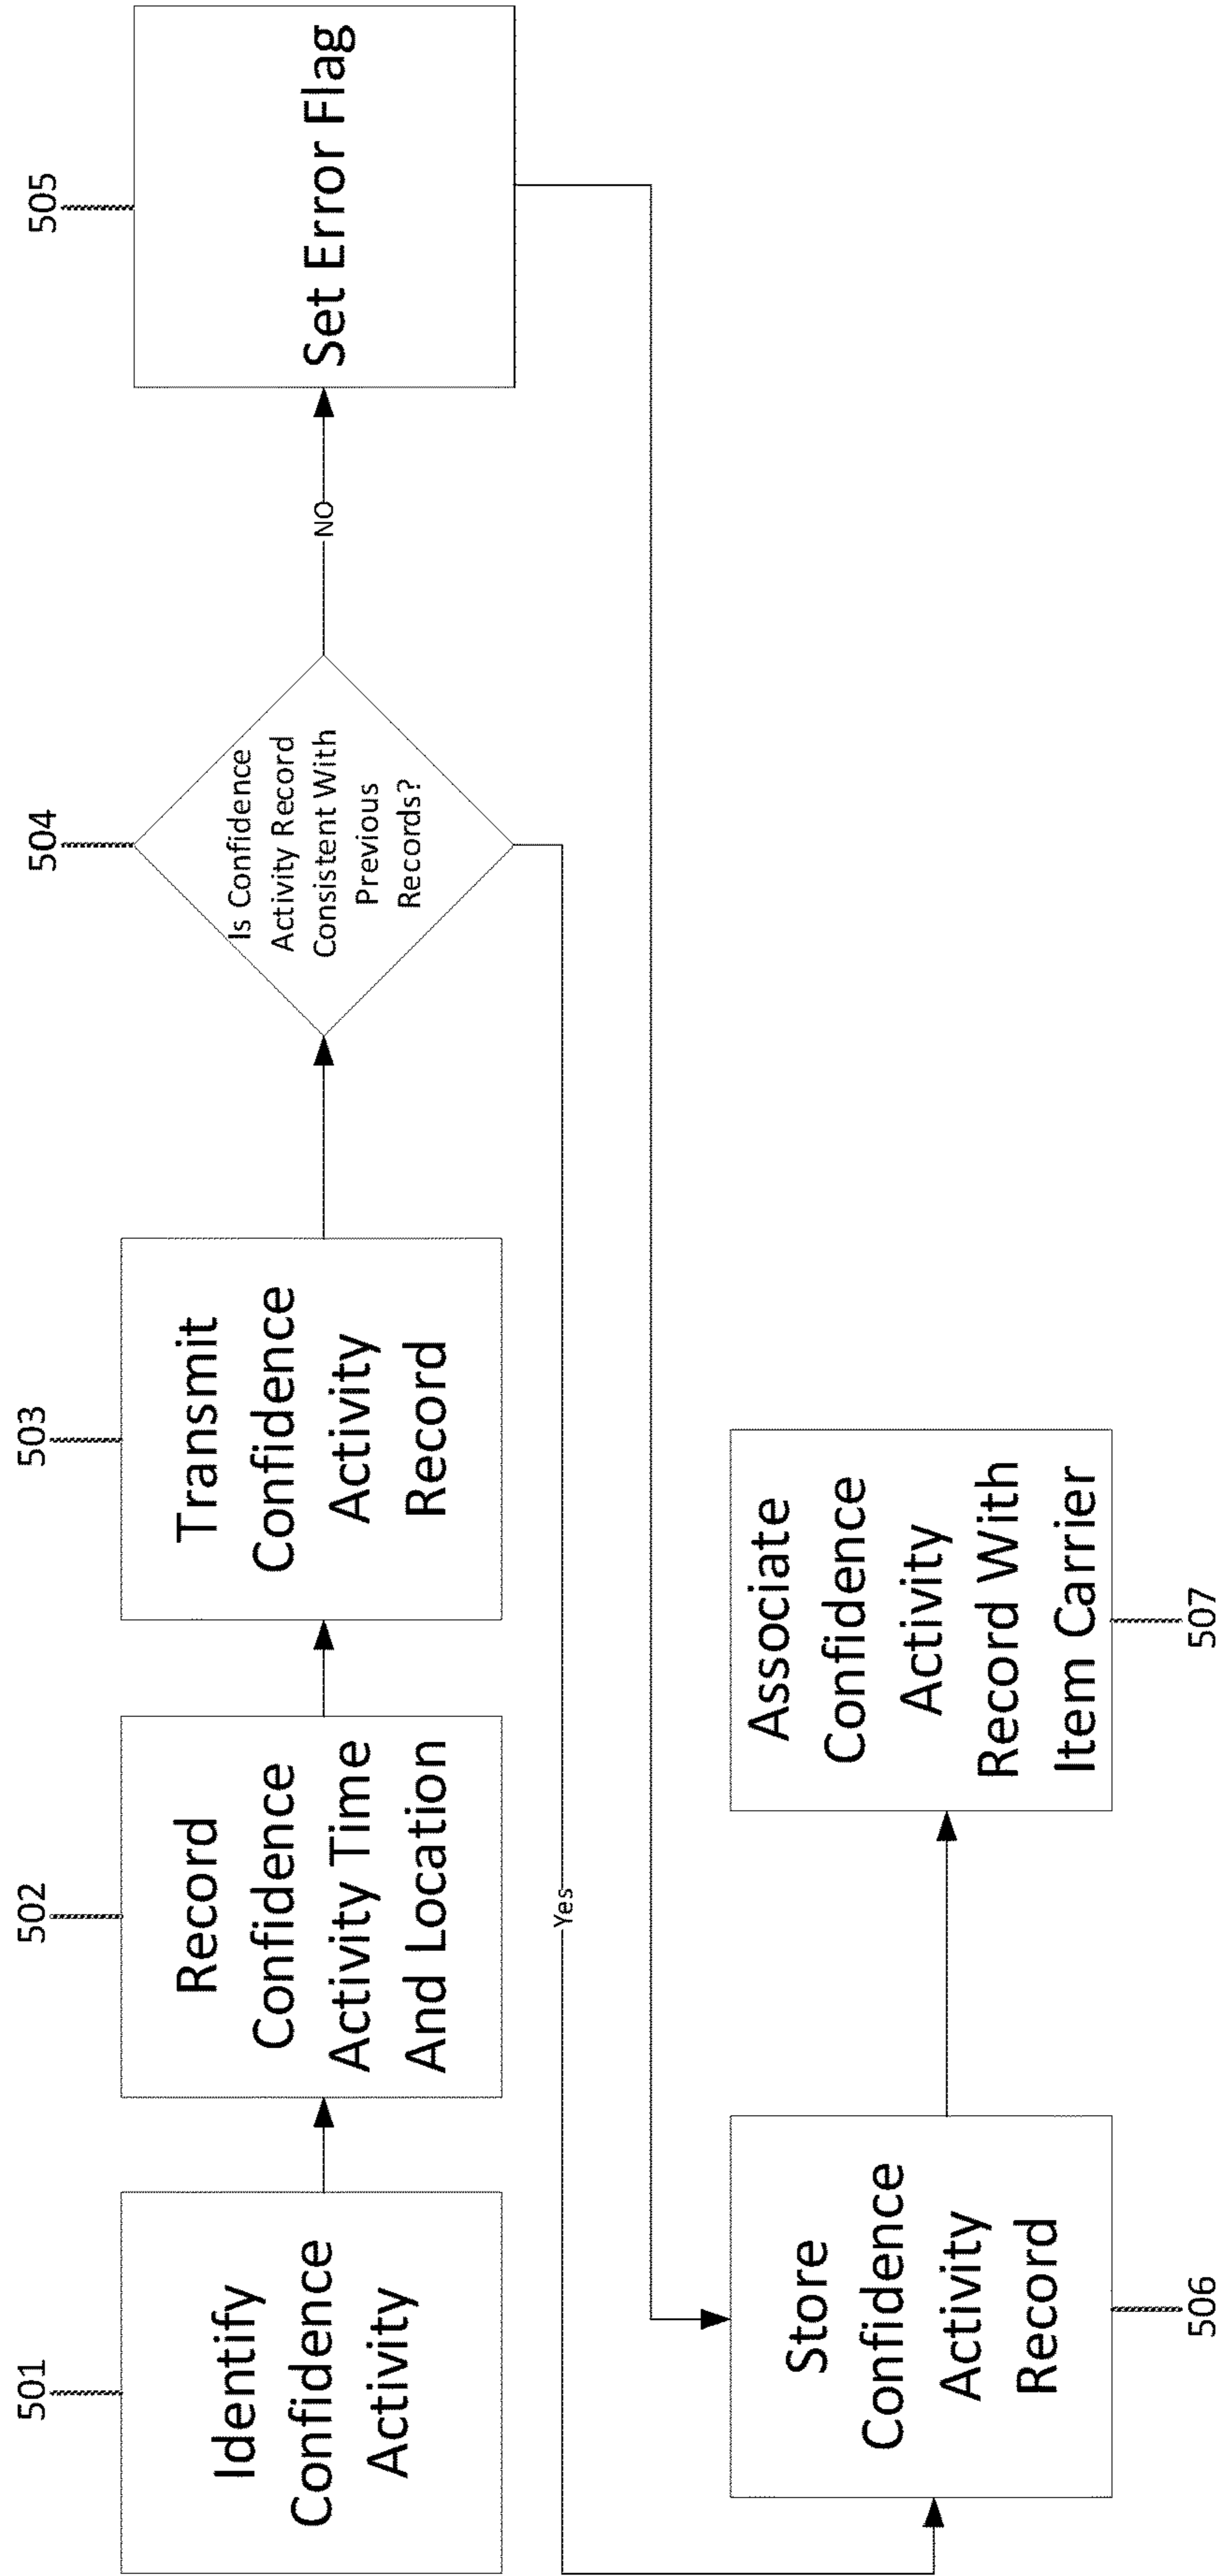 501
Identify
Confidence
Activity
502
Record
Confidence
Activity Time
And Location
503
Transmit
Confidence
Activity
Record
504
Is Confidence
Activity Record
Consistent With
Previous
Records?
NO
505
Set Error Flag
Yes
Store
Confidence
Activity
Record
506
Associate
Confidence
Activity
Record With
Item Carrier
507